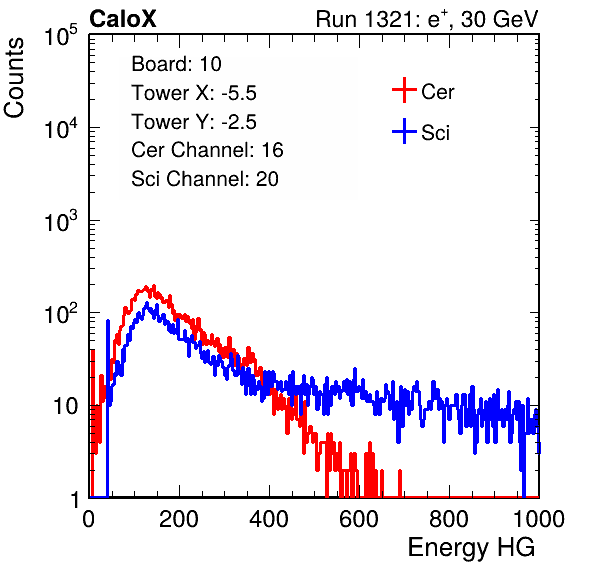 CaloX Run 1321: e⁺, 30 GeV
Counts
10⁵
10⁴
10³
10²
10
1
Board: 10
Tower X: -5.5
Tower Y: -2.5
Cer Channel: 16
Sci Channel: 20
Cer
Sci
0 200 400 600 800 1000
Energy HG